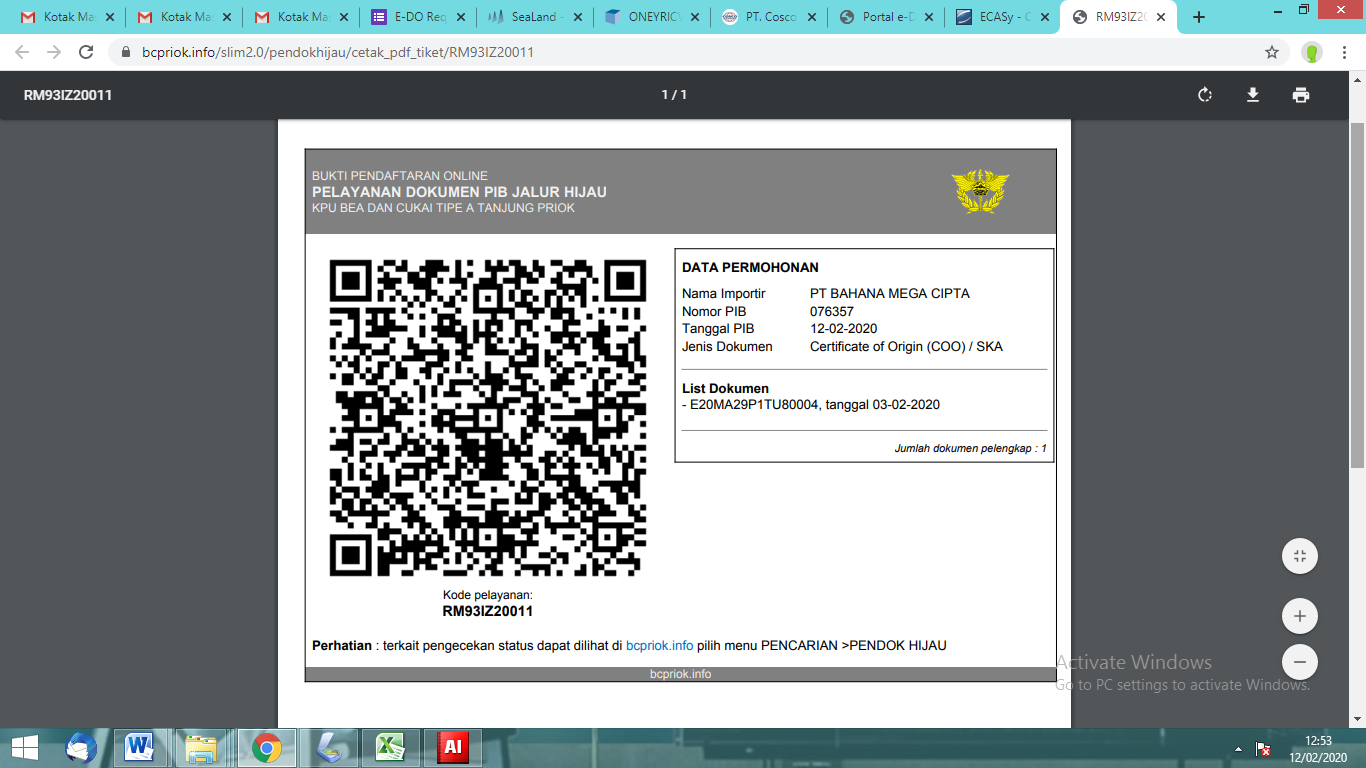 Kotak Ma
Kotak Ma
Kotak Ma
E-DO Req
SeaLand -
ONEYRICV
PT. Cosco
Portal e-D
ECASy - C
RM93IZ20
bcpriok.info/slim2.0/pendokhijau/cetak_pdf_tiket/RM93IZ20011
RM93IZ20011
1 / 1
BUKTI PENDAFTARAN ONLINE
PELAYANAN DOKUMEN PIB JALUR HIJAU
KPU BEA DAN CUKAI TIPE A TANJUNG PRIOK
DATA PERMOHONAN
Nama Importir PT BAHANA MEGA CIPTA
Nomor PIB 076357
Tanggal PIB 12-02-2020
Jenis Dokumen Certificate of Origin (COO) / SKA
List Dokumen
- E20MA29P1TU80004, tanggal 03-02-2020
Jumlah dokumen pelengkap : 1
Kode pelayanan:
RM93IZ20011
Perhatian : terkait pengecekan status dapat dilihat di bcpriok.info pilih menu PENCARIAN >PENDOK HIJAU
bcpriok.info
Activate Windows
Go to PC settings to activate Windows.
AI
12:53
12/02/2020